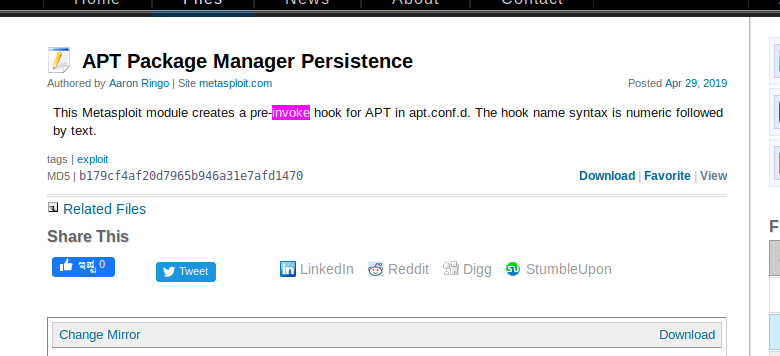 Files News About Contact
APT Package Manager Persistence
Authored by Aaron Ringo | Site metasploit.com Posted Apr 29, 2019
This Metasploit module creates a pre-invoke hook for APT in apt.conf.d. The hook name syntax is numeric followed
by text.
tags | exploit
MD5 | b179cf4af20d7965b946a31e7afd1470 Download | Favorite | View
Related Files
Share This
ಇಷ್ಟ 0 Tweet LinkedIn Reddit Digg StumbleUpon
Change Mirror Download